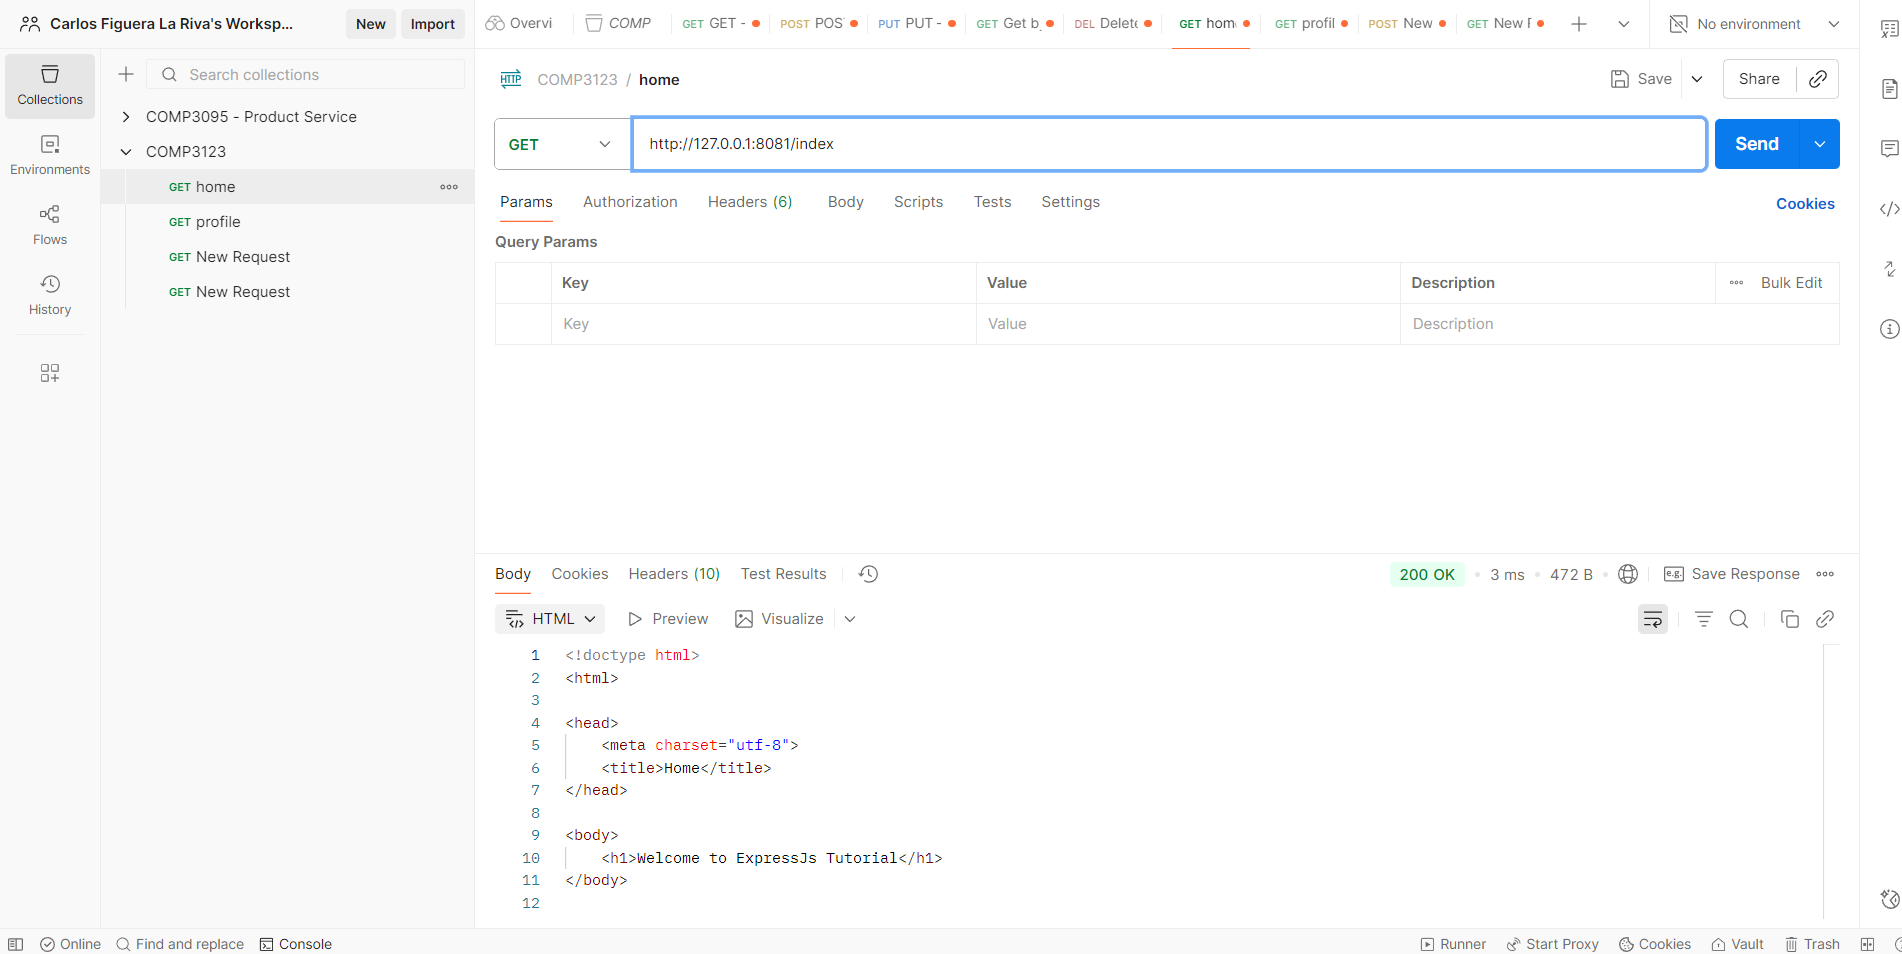 Carlos Figuera La Riva's Worksp... New Import
Overvi COMP GET GET - POST POS PUT PUT - GET Get b DEL Delete GET hom GET profil POST New GET New F No environment
Collections
Environments
Flows
History
Search collections
COMP3095 - Product Service
COMP3123
GET home
GET profile
GET New Request
GET New Request
HTTP COMP3123 / home Save Share
GET http://127.0.0.1:8081/index Send
Params Authorization Headers (6) Body Scripts Tests Settings Cookies
Query Params
Key Value Description Bulk Edit
Key Value Description
Body Cookies Headers (10) Test Results 200 OK 3 ms 472 B e.g. Save Response
HTML Preview Visualize
1 <!doctype html>
2 <html>
3
4 <head>
5 <meta charset="utf-8">
6 <title>Home</title>
7 </head>
8
9 <body>
10 <h1>Welcome to ExpressJs Tutorial</h1>
11 </body>
12
Online Find and replace Console Runner Start Proxy Cookies Vault Trash